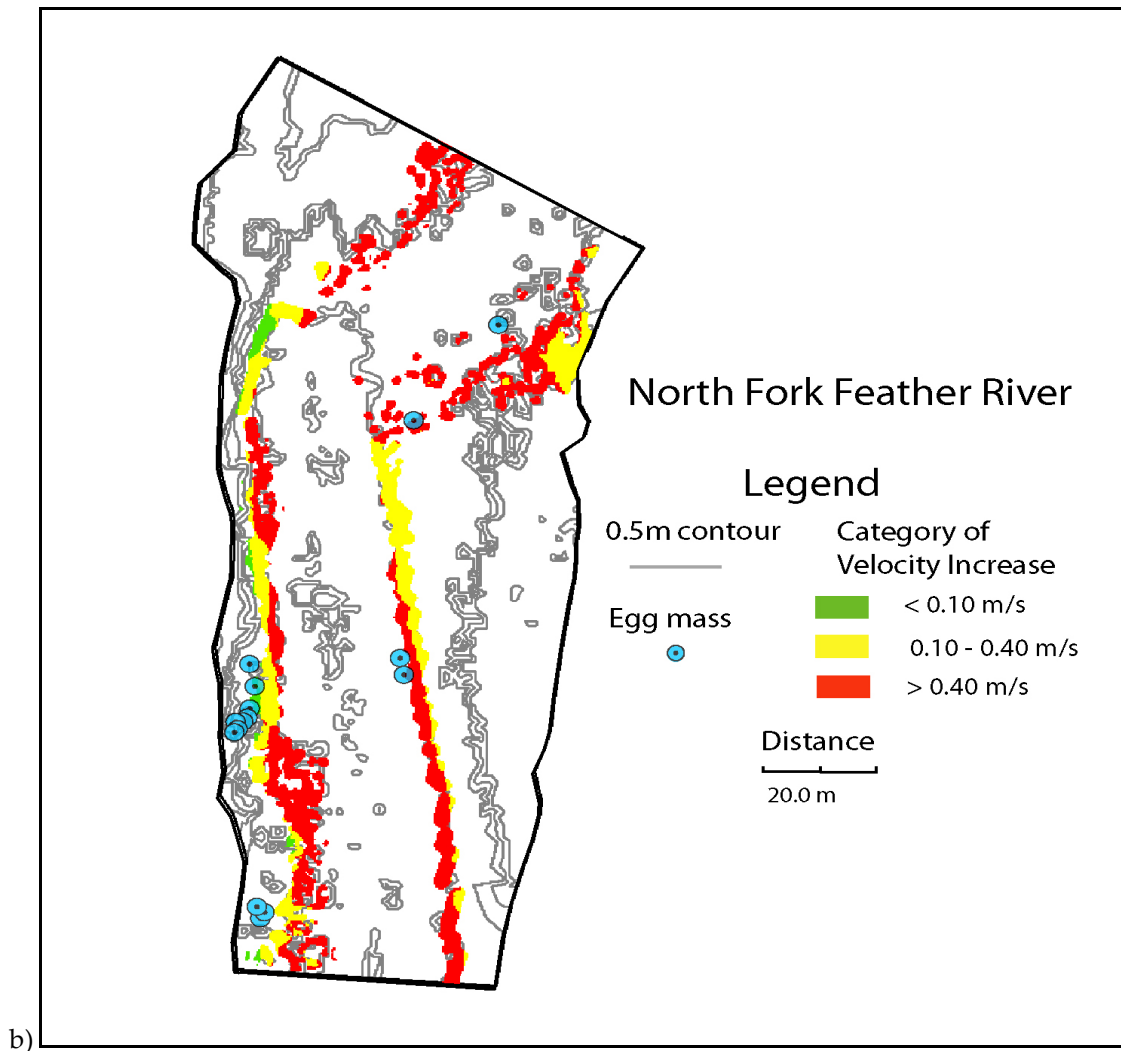 North Fork Feather River
Legend
0.5m contour
Category of
Velocity Increase
Egg mass
< 0.10 m/s
0.10 - 0.40 m/s
> 0.40 m/s
Distance
20.0 m
b)